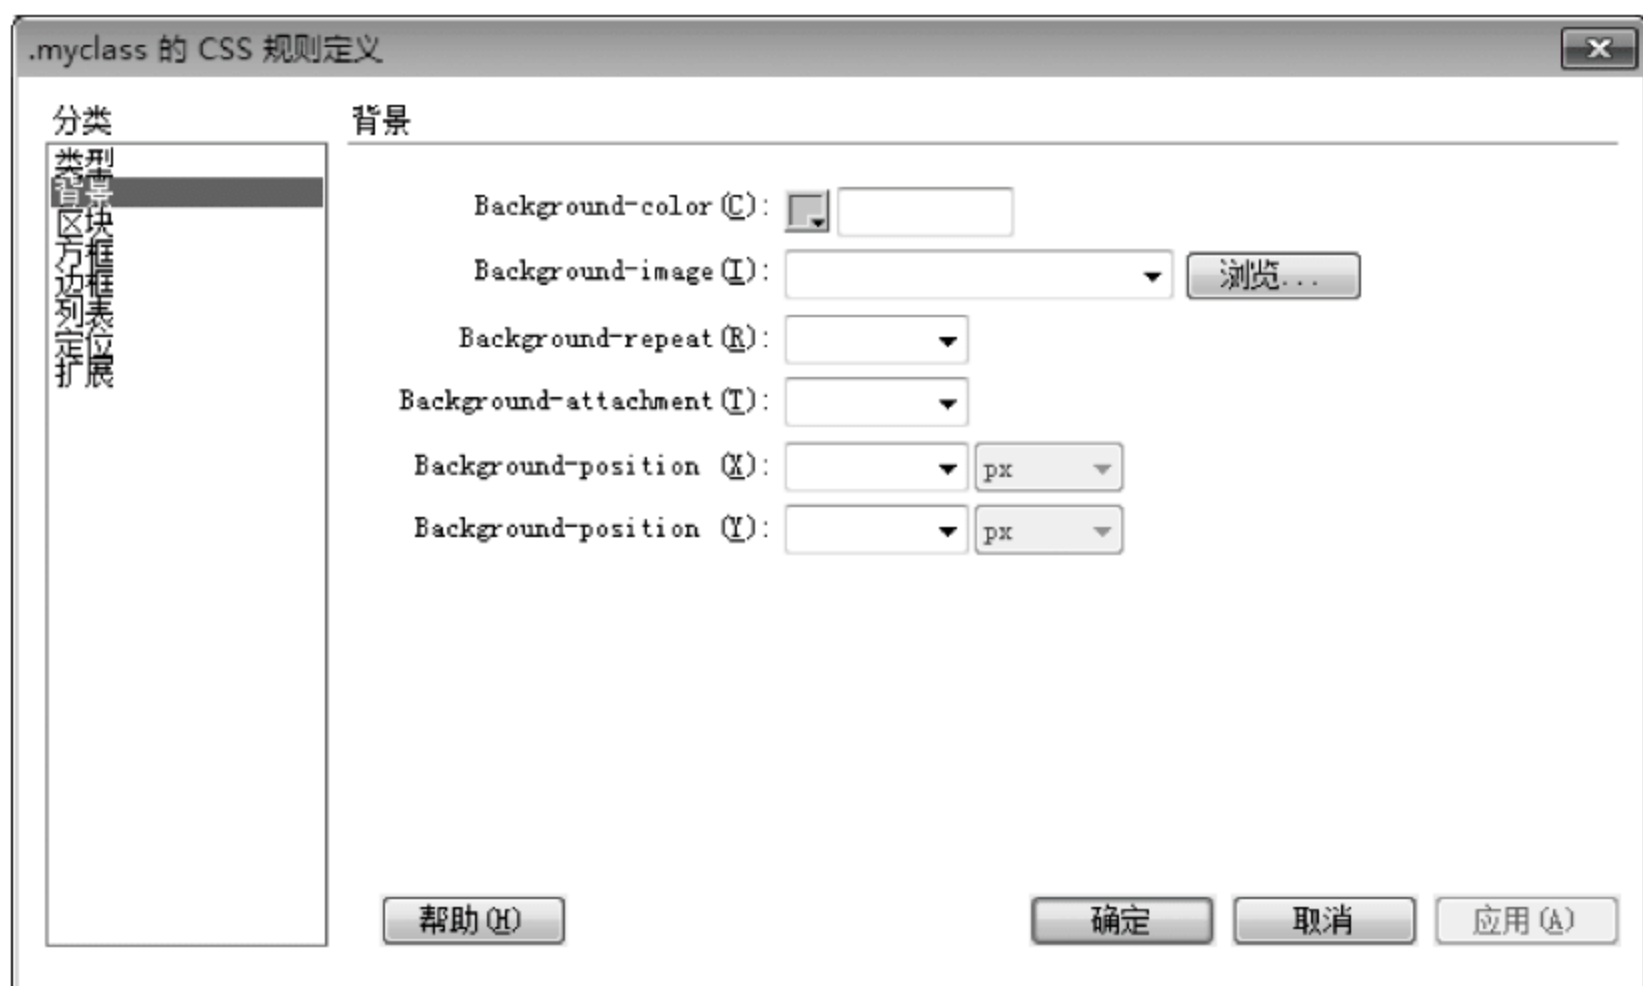 .myclass 的 CSS 规则定义
分类
类型
背景
区块
方框
边框
列表
定位
扩展
背景
Background-color(C):
Background-image(I):
浏览...
Background-repeat(R):
Background-attachment(T):
Background-position (X):
px
Background-position (Y):
px
帮助(H)
确定
取消
应用(A)